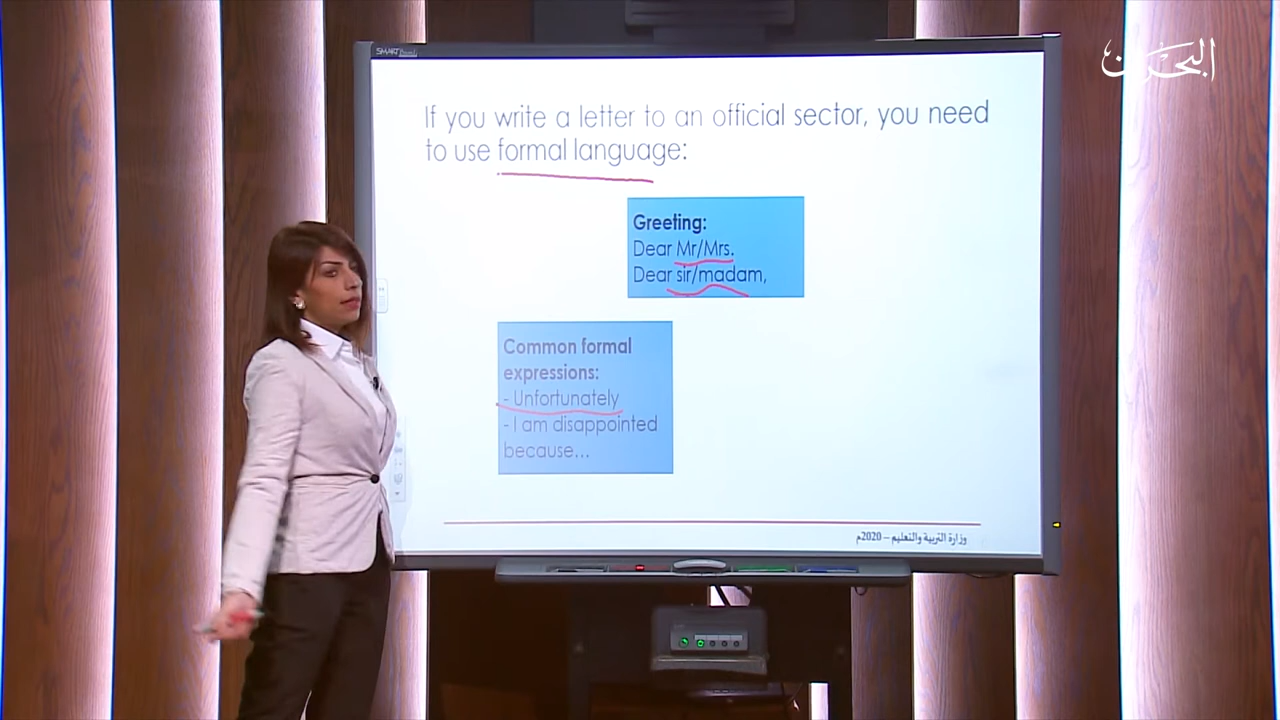 SMART
البحرين
If you write a letter to an official sector, you need
to use formal language:
Greeting:
Dear Mr/Mrs.
Dear sir/madam,
Common formal
expressions:
- Unfortunately
- I am disappointed
because...
وزارة التربية والتعليم – 2020م